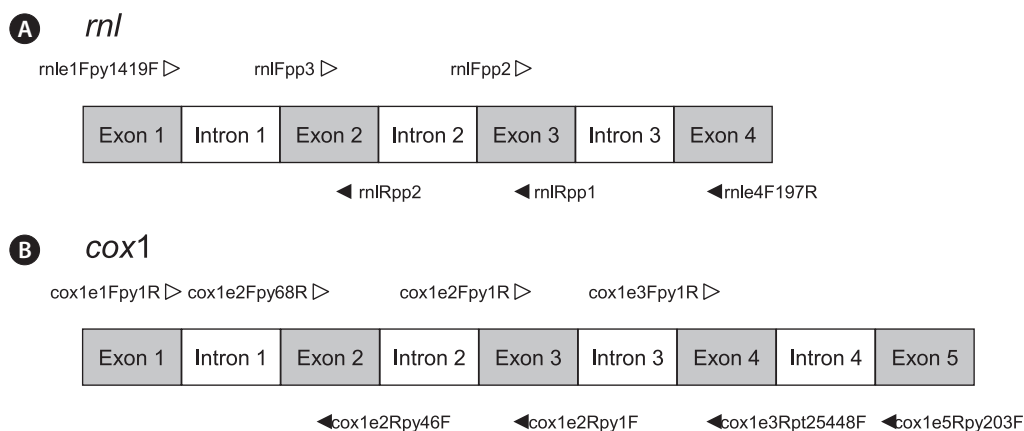 A rnl
rnle1Fpy1419F rnlFpp3 rnlFpp2
Exon 1 Intron 1 Exon 2 Intron 2 Exon 3 Intron 3 Exon 4
rnlRpp2 rnlRpp1 rnle4F197R
B cox1
cox1e1Fpy1R cox1e2Fpy68R cox1e2Fpy1R cox1e3Fpy1R
Exon 1 Intron 1 Exon 2 Intron 2 Exon 3 Intron 3 Exon 4 Intron 4 Exon 5
cox1e2Rpy46F cox1e2Rpy1F cox1e3Rpt25448F cox1e5Rpy203F